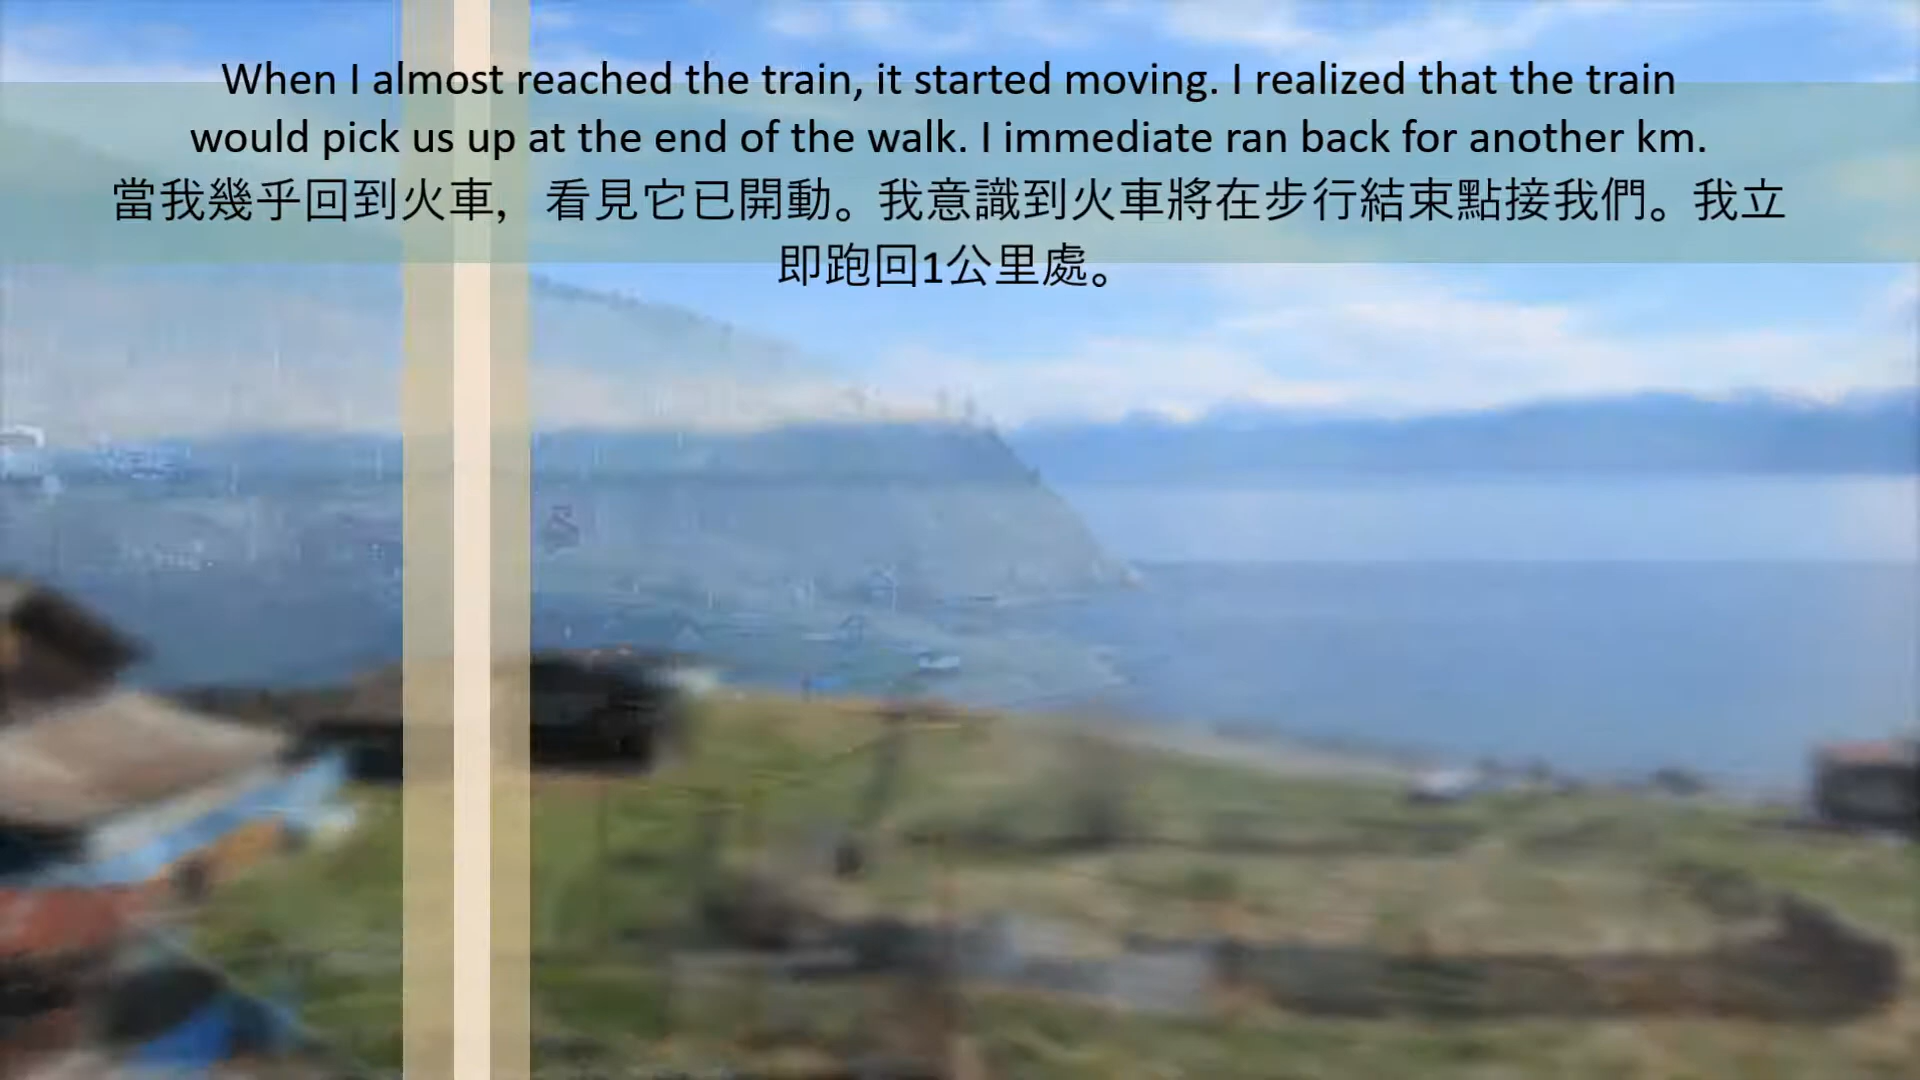 When I almost reached the train, it started moving. I realized that the train
would pick us up at the end of the walk. I immediate ran back for another km.
當我幾乎回到火車, 看見它已開動。我意識到火車將在步行結束點接我們。我立
即跑回1公里處。